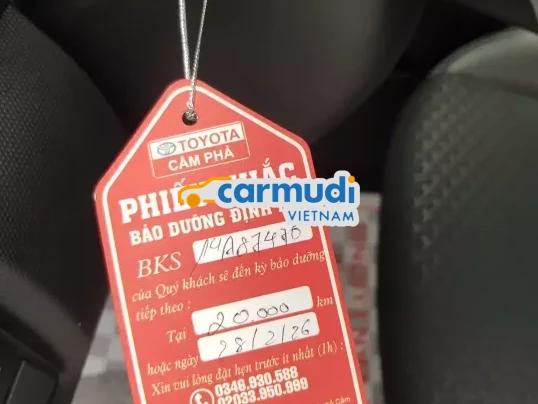 TOYOTA
CẨM PHẢ
carmudi
VIETNAM
BẢO DƯỠNG ĐỊNH
BKS 14A87470
của Quý khách sẽ đến kỳ bảo dưỡng
tiếp theo :
Tại 20.000 km
hoặc ngày 28/2/26
Xin vui lòng đặt hẹn trước ít nhất (1h) :
0346.930.588
02033.950.999